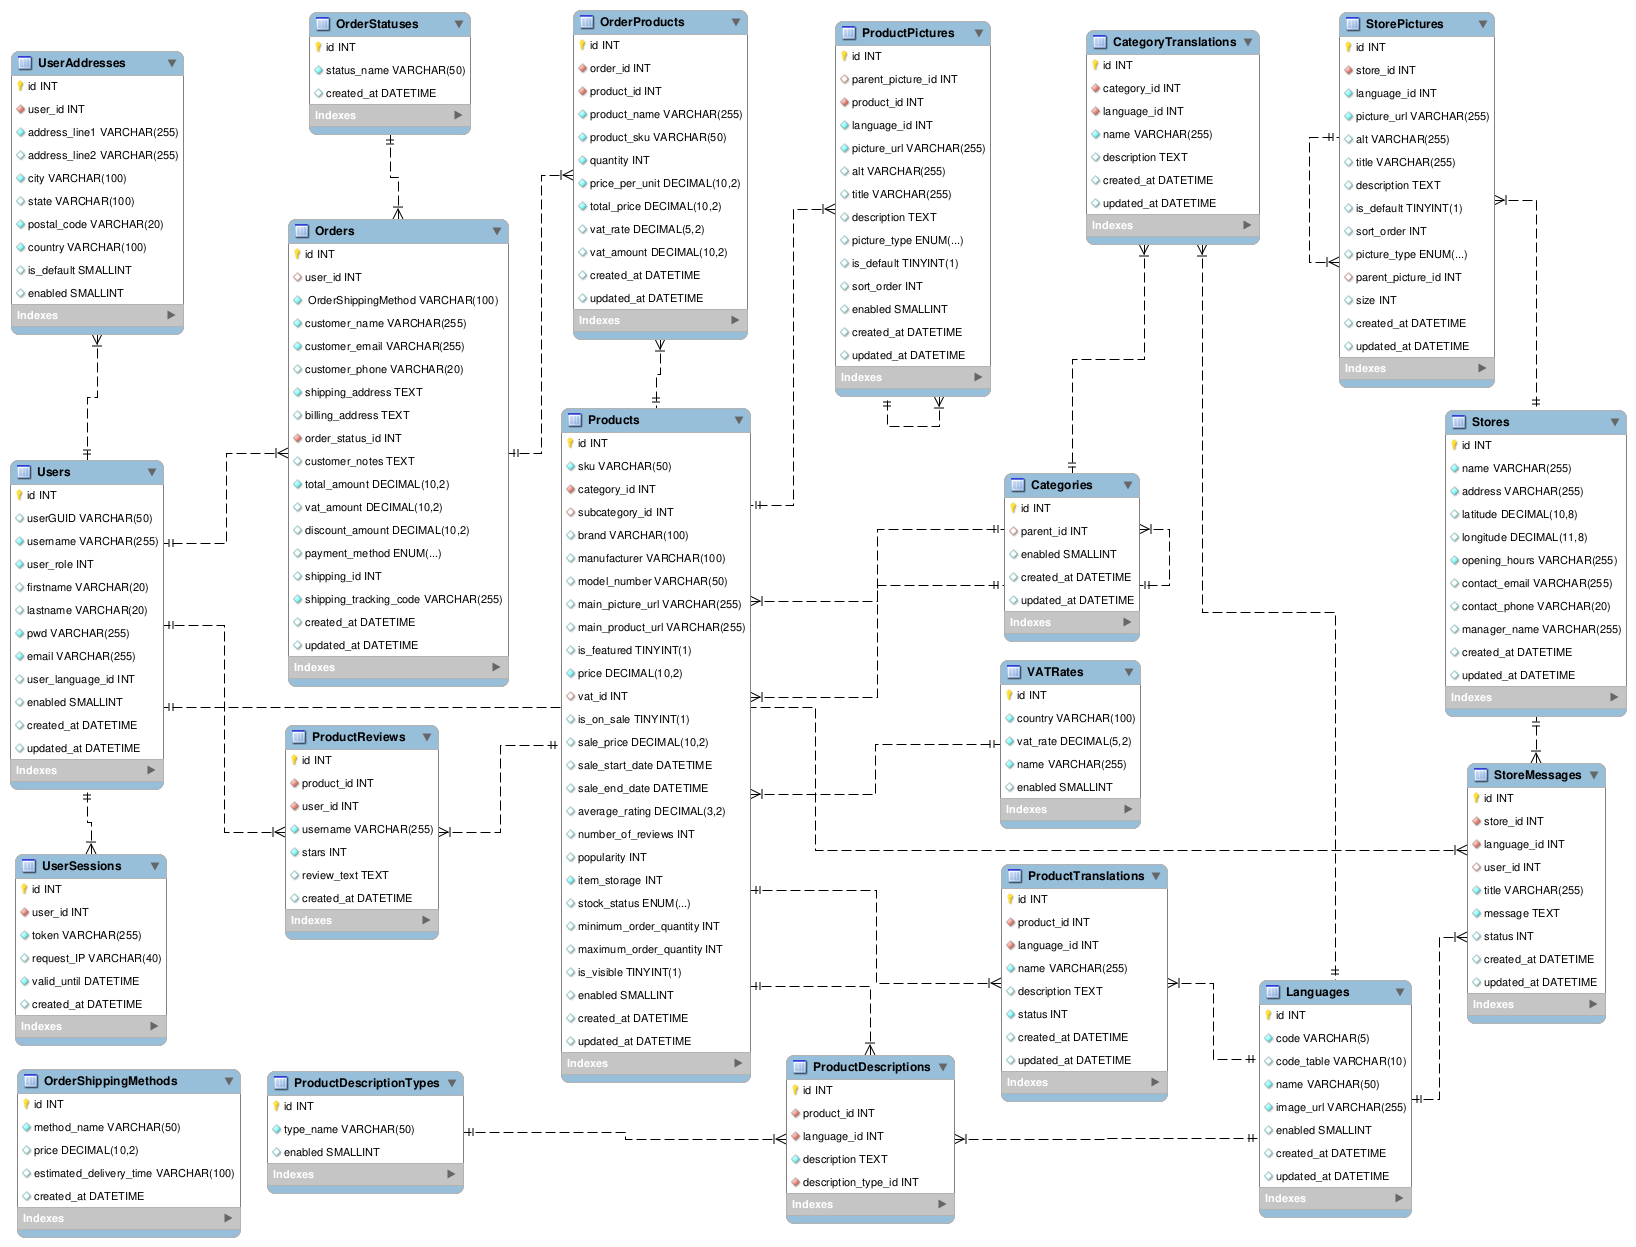 UserAddresses
id INT
user_id INT
address_line1 VARCHAR(255)
address_line2 VARCHAR(255)
city VARCHAR(100)
state VARCHAR(100)
postal_code VARCHAR(20)
country VARCHAR(100)
is_default SMALLINT
enabled SMALLINT
Indexes
OrderStatuses
id INT
status_name VARCHAR(50)
created_at DATETIME
Indexes
OrderProducts
id INT
order_id INT
product_id INT
product_name VARCHAR(255)
product_sku VARCHAR(50)
quantity INT
price_per_unit DECIMAL(10,2)
total_price DECIMAL(10,2)
vat_rate DECIMAL(5,2)
vat_amount DECIMAL(10,2)
created_at DATETIME
updated_at DATETIME
Indexes
ProductPictures
id INT
parent_picture_id INT
product_id INT
language_id INT
picture_url VARCHAR(255)
alt VARCHAR(255)
title VARCHAR(255)
description TEXT
picture_type ENUM(...)
is_default TINYINT(1)
sort_order INT
enabled SMALLINT
created_at DATETIME
updated_at DATETIME
Indexes
CategoryTranslations
id INT
category_id INT
language_id INT
name VARCHAR(255)
description TEXT
created_at DATETIME
updated_at DATETIME
Indexes
StorePictures
id INT
store_id INT
language_id INT
picture_url VARCHAR(255)
alt VARCHAR(255)
title VARCHAR(255)
description TEXT
is_default TINYINT(1)
sort_order INT
picture_type ENUM(...)
parent_picture_id INT
size INT
created_at DATETIME
updated_at DATETIME
Indexes
Orders
id INT
user_id INT
OrderShippingMethod VARCHAR(100)
customer_name VARCHAR(255)
customer_email VARCHAR(255)
customer_phone VARCHAR(20)
shipping_address TEXT
billing_address TEXT
order_status_id INT
customer_notes TEXT
total_amount DECIMAL(10,2)
vat_amount DECIMAL(10,2)
discount_amount DECIMAL(10,2)
payment_method ENUM(...)
shipping_id INT
shipping_tracking_code VARCHAR(255)
created_at DATETIME
updated_at DATETIME
Indexes
Users
id INT
userGUID VARCHAR(50)
username VARCHAR(255)
user_role INT
firstname VARCHAR(20)
lastname VARCHAR(20)
pwd VARCHAR(255)
email VARCHAR(255)
user_language_id INT
enabled SMALLINT
created_at DATETIME
updated_at DATETIME
Indexes
Products
id INT
sku VARCHAR(50)
category_id INT
subcategory_id INT
brand VARCHAR(100)
manufacturer VARCHAR(100)
model_number VARCHAR(50)
main_picture_url VARCHAR(255)
main_product_url VARCHAR(255)
is_featured TINYINT(1)
price DECIMAL(10,2)
vat_id INT
is_on_sale TINYINT(1)
sale_price DECIMAL(10,2)
sale_start_date DATETIME
sale_end_date DATETIME
average_rating DECIMAL(3,2)
number_of_reviews INT
popularity INT
item_storage INT
stock_status ENUM(...)
minimum_order_quantity INT
maximum_order_quantity INT
is_visible TINYINT(1)
enabled SMALLINT
created_at DATETIME
updated_at DATETIME
Indexes
Categories
id INT
parent_id INT
enabled SMALLINT
created_at DATETIME
updated_at DATETIME
Indexes
Stores
id INT
name VARCHAR(255)
address VARCHAR(255)
latitude DECIMAL(10,8)
longitude DECIMAL(11,8)
opening_hours VARCHAR(255)
contact_email VARCHAR(255)
contact_phone VARCHAR(20)
manager_name VARCHAR(255)
created_at DATETIME
updated_at DATETIME
Indexes
VATRates
id INT
country VARCHAR(100)
vat_rate DECIMAL(5,2)
name VARCHAR(255)
enabled SMALLINT
Indexes
ProductReviews
id INT
product_id INT
user_id INT
username VARCHAR(255)
stars INT
review_text TEXT
created_at DATETIME
Indexes
StoreMessages
id INT
store_id INT
language_id INT
user_id INT
title VARCHAR(255)
message TEXT
status INT
created_at DATETIME
updated_at DATETIME
Indexes
UserSessions
id INT
user_id INT
token VARCHAR(255)
request_IP VARCHAR(40)
valid_until DATETIME
created_at DATETIME
Indexes
ProductTranslations
id INT
product_id INT
language_id INT
name VARCHAR(255)
description TEXT
status INT
created_at DATETIME
updated_at DATETIME
Indexes
Languages
id INT
code VARCHAR(5)
code_table VARCHAR(10)
name VARCHAR(50)
image_url VARCHAR(255)
enabled SMALLINT
created_at DATETIME
updated_at DATETIME
Indexes
OrderShippingMethods
id INT
method_name VARCHAR(50)
price DECIMAL(10,2)
estimated_delivery_time VARCHAR(100)
created_at DATETIME
Indexes
ProductDescriptionTypes
id INT
type_name VARCHAR(50)
enabled SMALLINT
Indexes
ProductDescriptions
id INT
product_id INT
language_id INT
description TEXT
description_type_id INT
Indexes